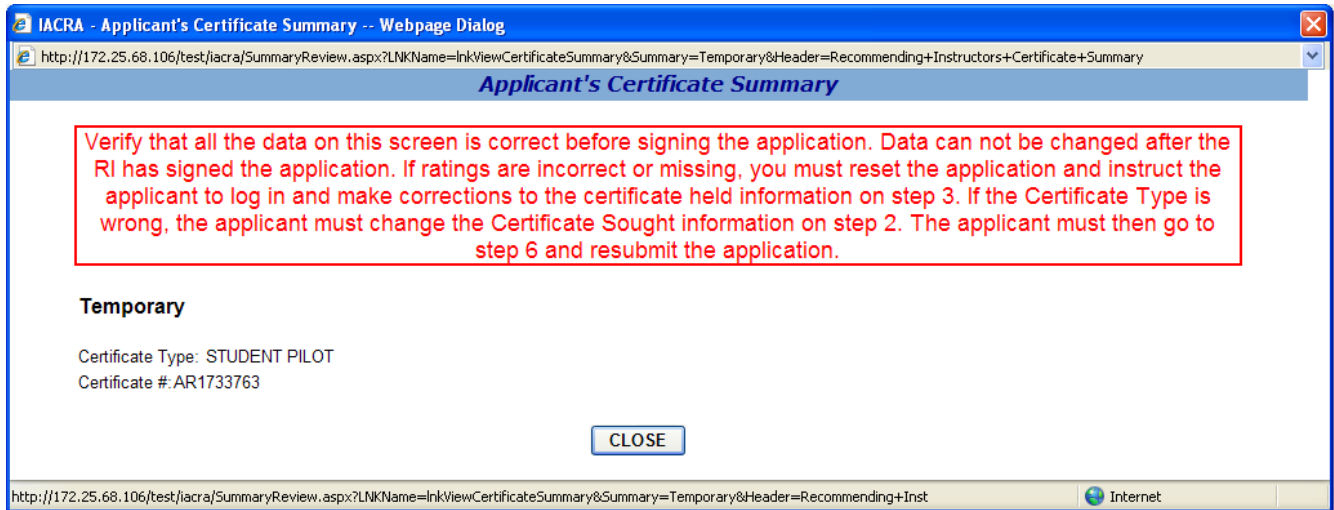 IACRA - Applicant's Certificate Summary -- Webpage Dialog
http://172.25.68.106/test/iacra/SummaryReview.aspx?LNKName=lnkViewCertificateSummary&Summary=Temporary&Header=Recommending+Instructors+Certificate+Summary
Applicant's Certificate Summary
Verify that all the data on this screen is correct before signing the application. Data can not be changed after the
RI has signed the application. If ratings are incorrect or missing, you must reset the application and instruct the
applicant to log in and make corrections to the certificate held information on step 3. If the Certificate Type is
wrong, the applicant must change the Certificate Sought information on step 2. The applicant must then go to
step 6 and resubmit the application.
Temporary
Certificate Type: STUDENT PILOT
Certificate #:AR1733763
CLOSE
http://172.25.68.106/test/iacra/SummaryReview.aspx?LNKName=lnkViewCertificateSummary&Summary=Temporary&Header=Recommending+Inst Internet